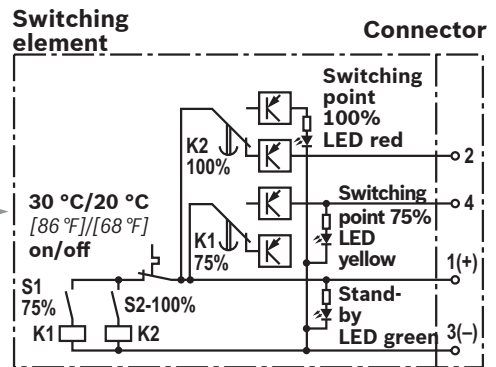 Switching
element
Connector
Switching
point
100%
LED red
K2
100%
2
30 °C/20 °C
[86 °F]/[68 °F]
on/off
4
Switching
point 75%
LED
yellow
K1
75%
1(+)
S1
75%
S2-100%
Stand-
by
LED green
K1
K2
3(–)